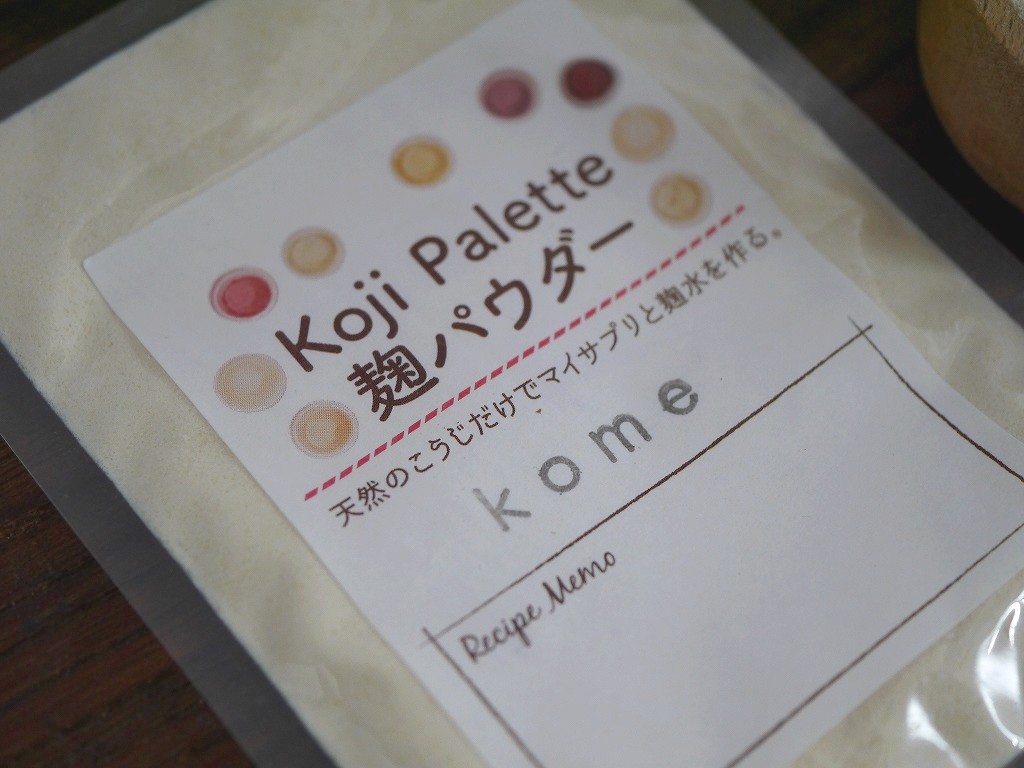 Koji Palette
麹パウダー
天然のこうじだけでマイサプリと麹水を作る。
kome
Recipe Memo